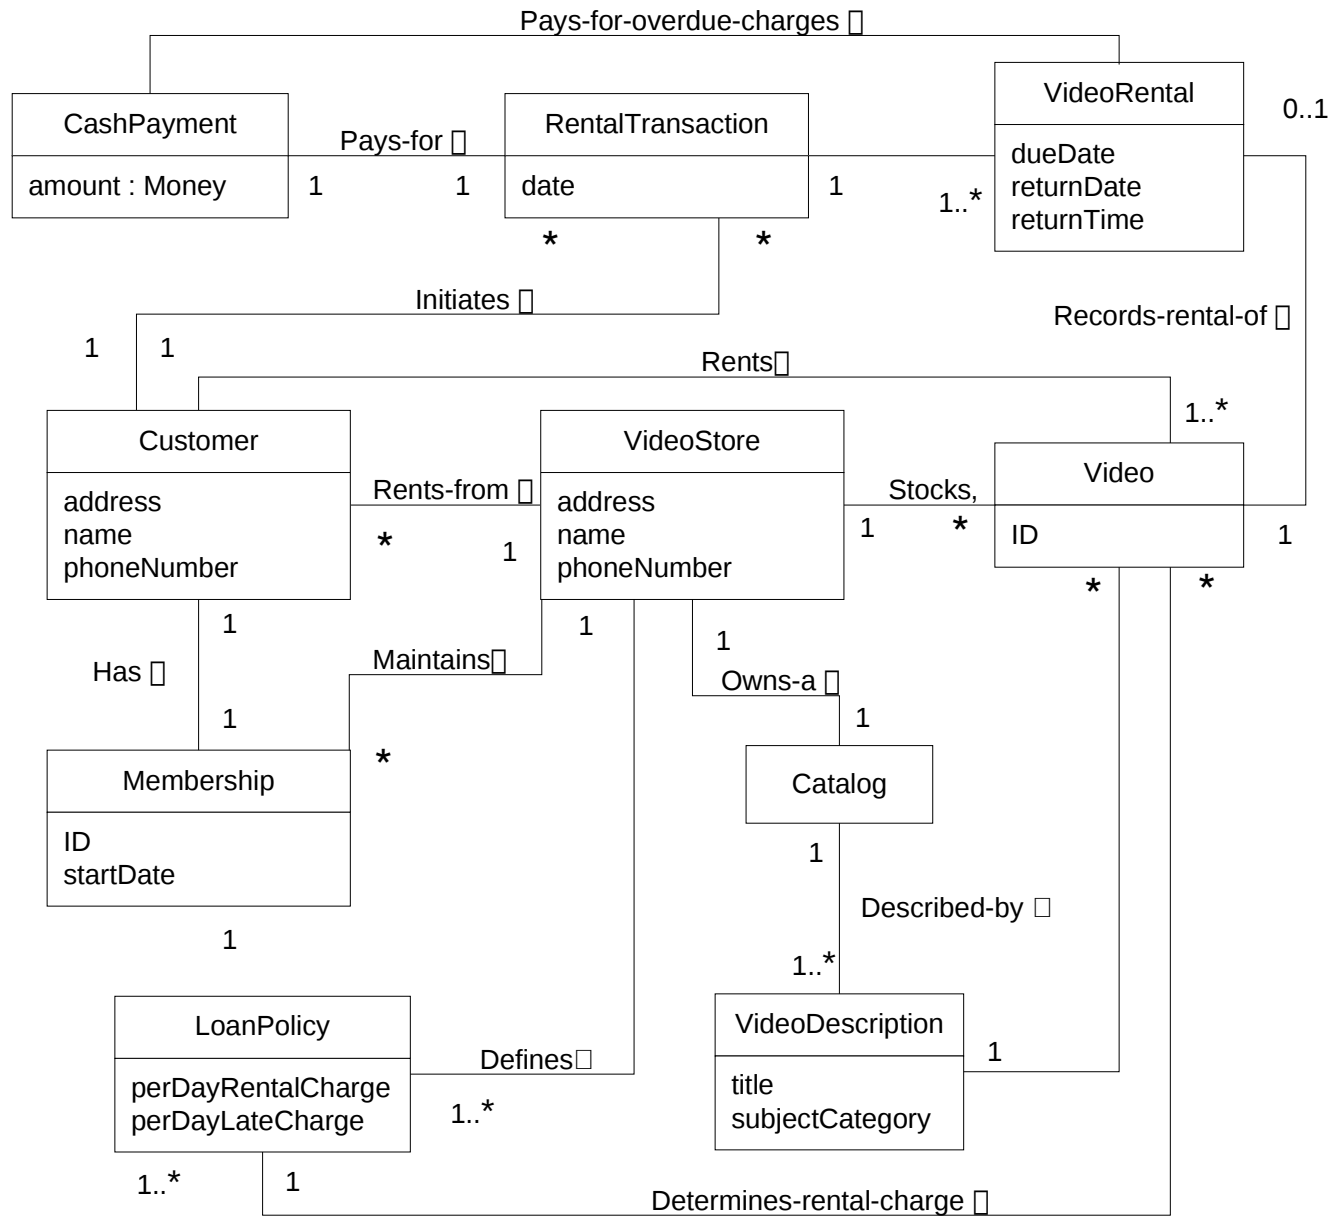 Pays-for-overdue-charges 
CashPayment
amount : Money
Pays-for 
1
1
RentalTransaction
date
1
1..*
VideoRental
dueDate
returnDate
returnTime
0..1
*
*
Initiates 
Records-rental-of 
1
1
Rents
1..*
Customer
address
name
phoneNumber
Rents-from 
*
1
VideoStore
address
name
phoneNumber
Stocks,
1
*
Video
ID
1
*
*
1
1
1
Has 
Maintains
Owns-a 
1
1
*
Membership
ID
startDate
Catalog
1
1
Described-by 
1..*
LoanPolicy
perDayRentalCharge
perDayLateCharge
Defines
1..*
VideoDescription
title
subjectCategory
1
1..*
1
Determines-rental-charge